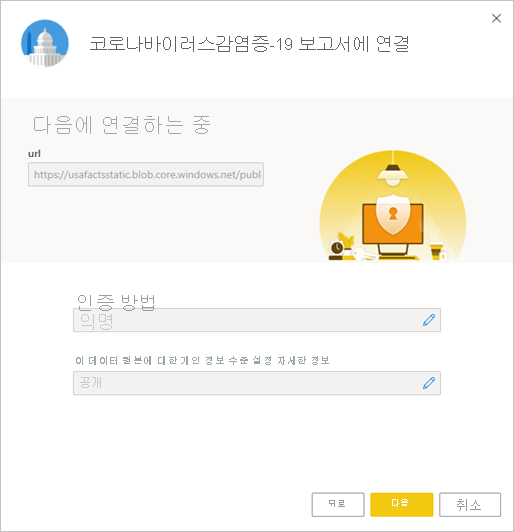 코로나바이러스감염증-19 보고서에 연결
다음에 연결하는 중
url
https://usafactsstatic.blob.core.windows.net/publ
인증 방법
익명
이 데이터 원본에 대한 개인 정보 수준 설정 자세한 정보
공개
뒤로
다음
취소